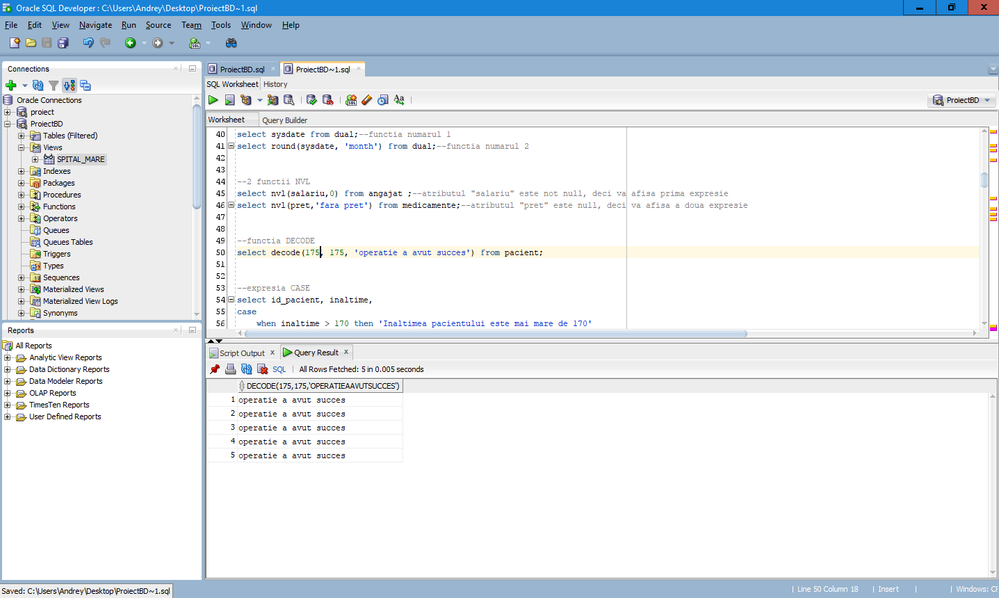 Oracle SQL Developer : C:\Users\Andrey\Desktop\ProiectBD~1.sql
File Edit View Navigate Run Source Team Tools Window Help
Connections
Oracle Connections
proiect
ProiectBD
Tables (Filtered)
Views
SPITAL_MARE
Indexes
Packages
Procedures
Functions
Operators
Queues
Queues Tables
Triggers
Types
Sequences
Materialized Views
Materialized View Logs
Synonyms
Reports
All Reports
Analytic View Reports
Data Dictionary Reports
Data Modeler Reports
OLAP Reports
TimesTen Reports
User Defined Reports
ProiectBD.sql ProiectBD~1.sql
SQL Worksheet History
ProiectBD
Worksheet Query Builder
40 select sysdate from dual;--functia numarul 1
41 select round(sysdate, 'month') from dual;--functia numarul 2
42
43
44 --2 functii NVL
45 select nvl(salariu,0) from angajat ;--atributul "salariu" este not null, deci va afisa prima expresie
46 select nvl(pret,'fara pret') from medicamente;--atributul "pret" este null, deci va afisa a doua expresie
47
48
49 --functia DECODE
50 select decode(175, 175, 'operatie a avut succes') from pacient;
51
52
53 --expresia CASE
54 select id_pacient, inaltime,
55 case
56 when inaltime > 170 then 'Inaltimea pacientului este mai mare de 170'
Script Output x Query Result x
SQL | All Rows Fetched: 5 in 0.005 seconds
DECODE(175,175,'OPERATIEAAVUTSUCCES')
1 operatie a avut succes
2 operatie a avut succes
3 operatie a avut succes
4 operatie a avut succes
5 operatie a avut succes
Saved: C:\Users\Andrey\Desktop\ProiectBD~1.sql
| Line 50 Column 18 | Insert | | Windows: CF